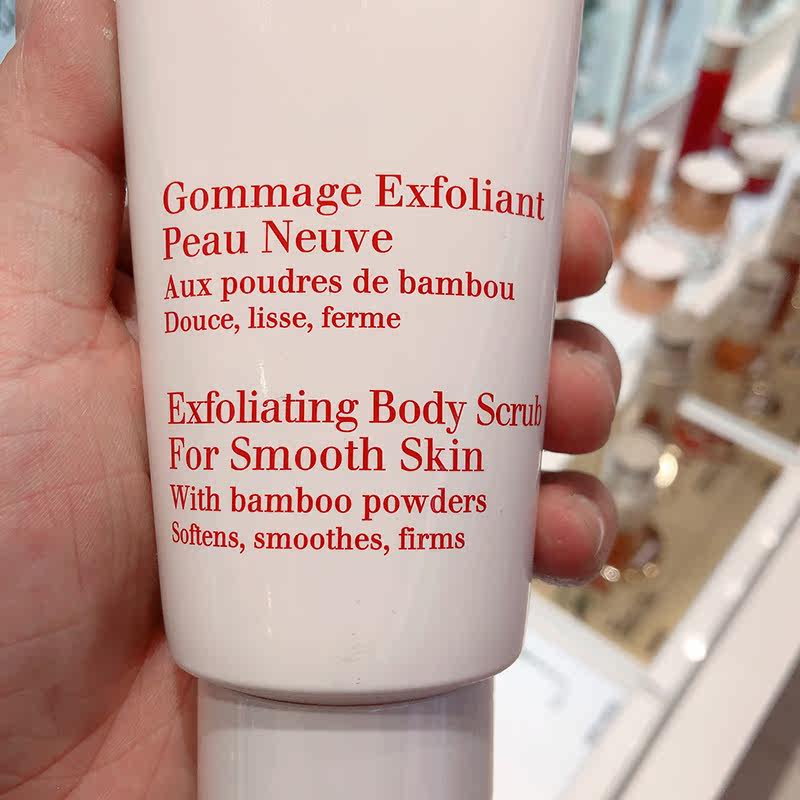 Gommage Exfoliant
Peau Neuve
Aux poudres de bambou
Douce, lisse, ferme
Exfoliating Body Scrub
For Smooth Skin
With bamboo powders
Softens, smoothes, firms